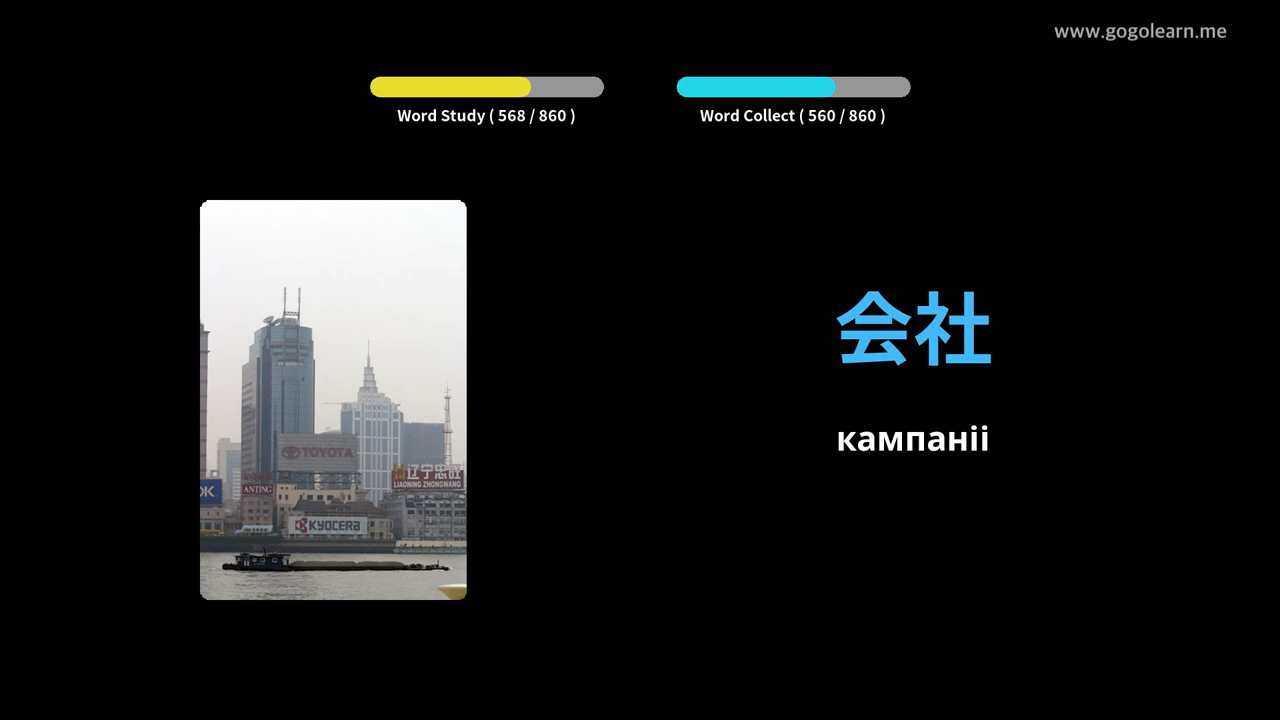 www.gogolearn.me
Word Study ( 568 / 860 )
Word Collect ( 560 / 860 )
会社
кампаніі
TOYOTA
辽宁忠旺
LIAONING ZHONGWANG
ANTING
OK
KYOCERA